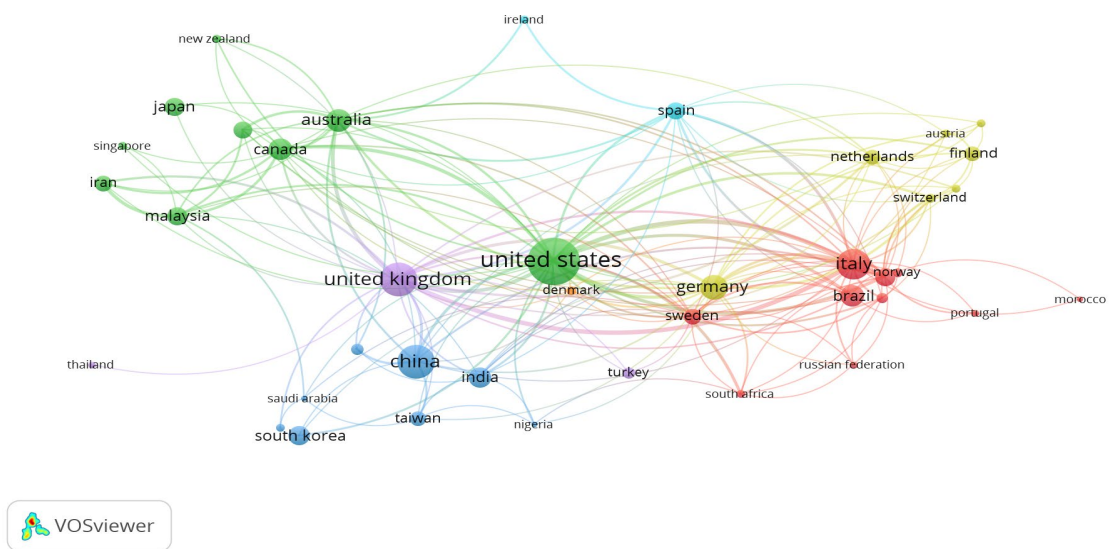 ireland
new zealand
japan
australia
spain
singapore
canada
austria
netherlands
finland
iran
switzerland
malaysia
united states
italy
norway
united kingdom
denmark
germany
brazil
sweden
morocco
portugal
thailand
china
india
turkey
russian federation
saudi arabia
south africa
taiwan
nigeria
south korea
VOSviewer